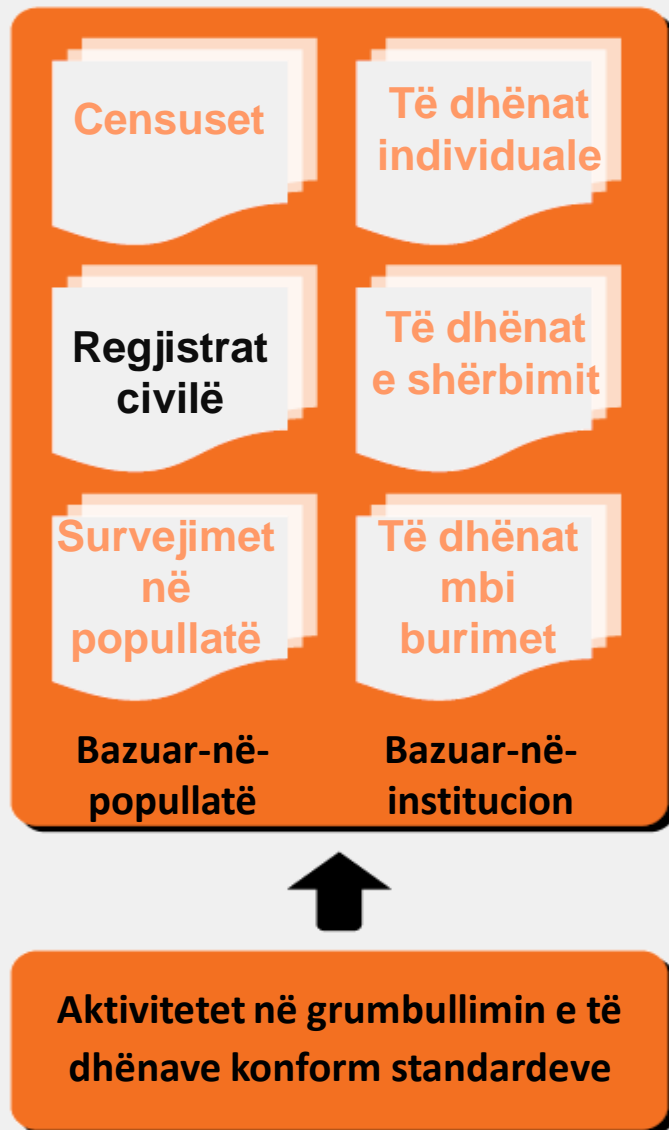 Censuset
Të dhënat
individuale
Regjistrat
civilë
Të dhënat
e shërbimit
Survejimet
në
popullatë
Të dhënat
mbi
burimet
Bazuar-në-
popullatë
Bazuar-në-
institucion
Aktivitetet në grumbullimin e të
dhënave konform standardeve